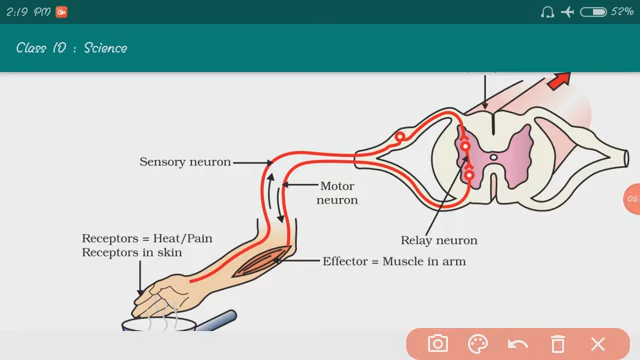 2:19 PM
52%
Class 10 : Science
Sensory neuron
Motor
neuron
Relay neuron
Receptors = Heat/Pain
Receptors in skin
Effector = Muscle in arm